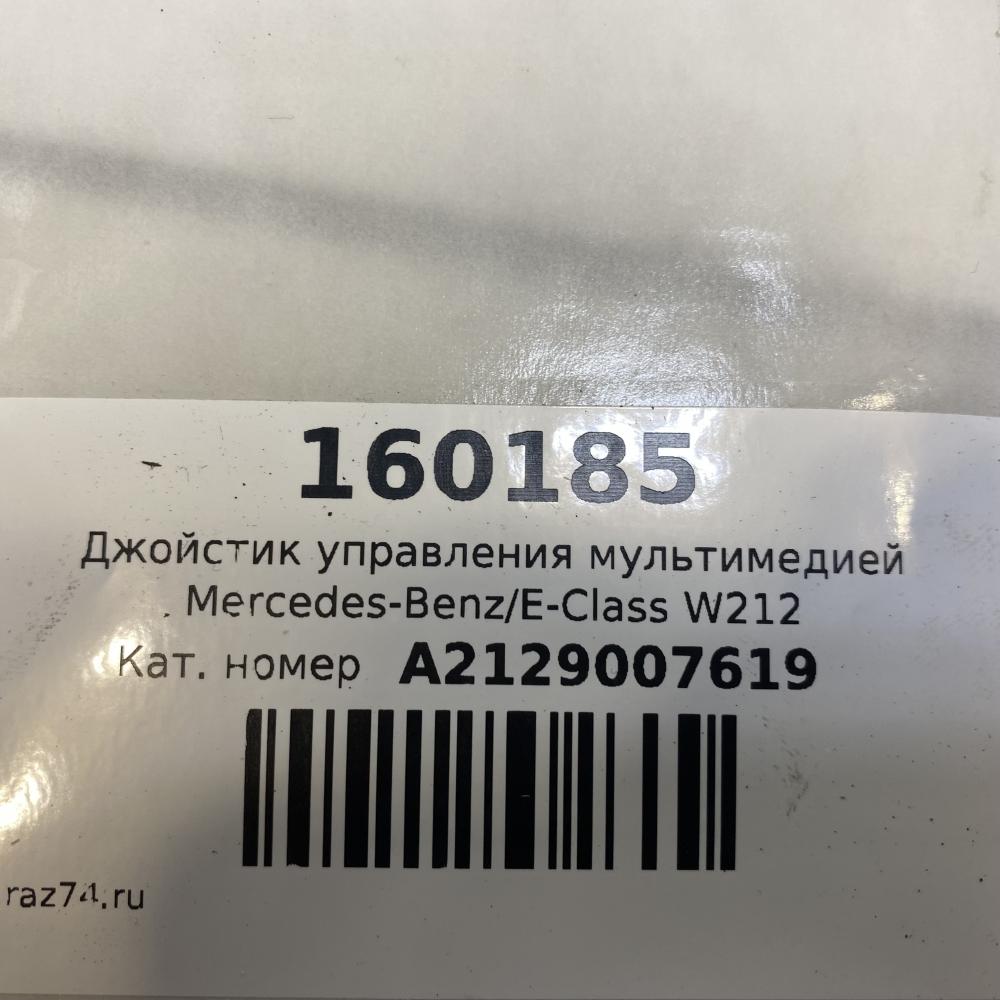 160185
Джойстик управления мультимедией
Mercedes-Benz/E-Class W212
Кат. номер A2129007619
raz74.ru